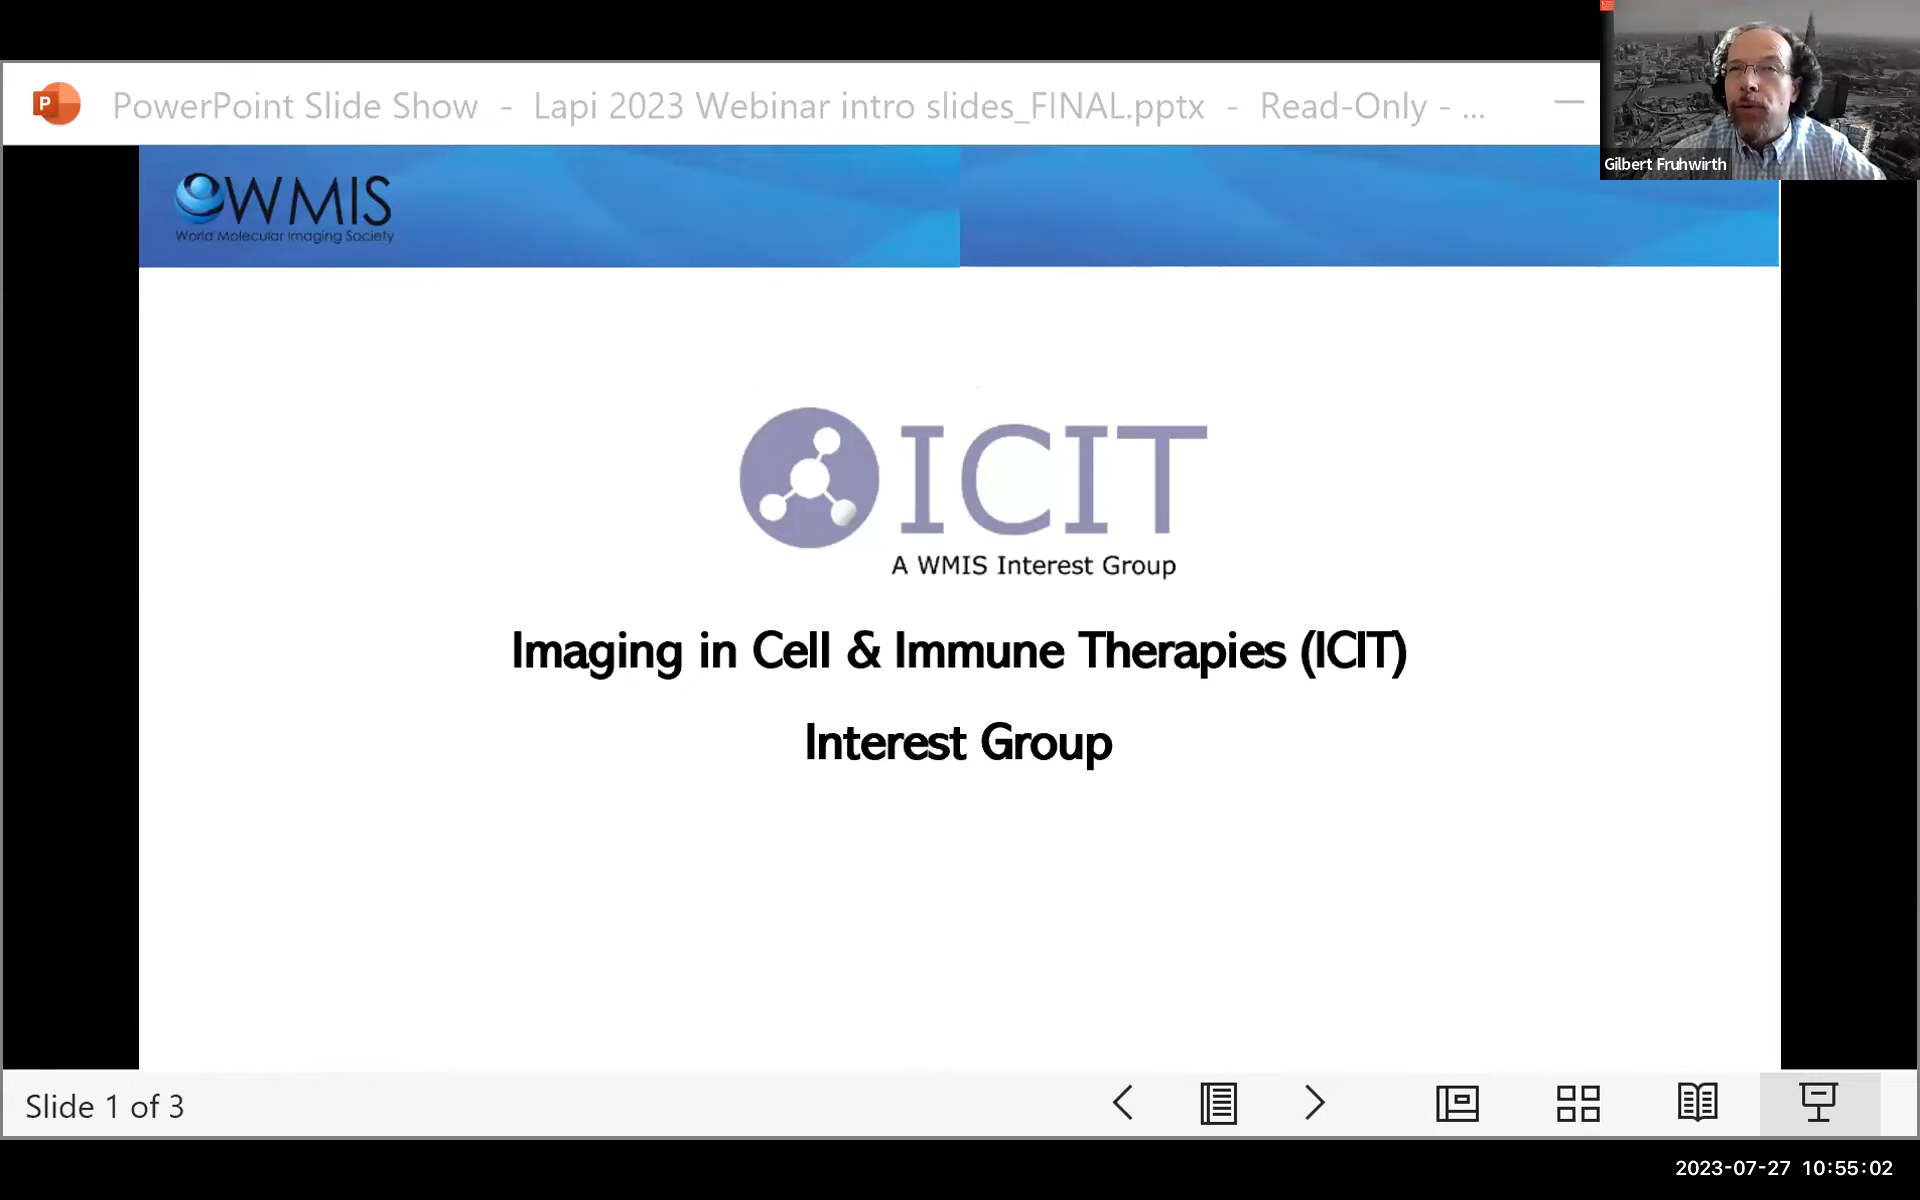 PowerPoint Slide Show - Lapi 2023 Webinar intro slides_FINAL.pptx - Read-Only - ...
Gilbert Fruhwirth
WMIS
World Molecular Imaging Society
ICIT
A WMIS Interest Group
Imaging in Cell & Immune Therapies (ICIT)
Interest Group
Slide 1 of 3
2023-07-27 10:55:02